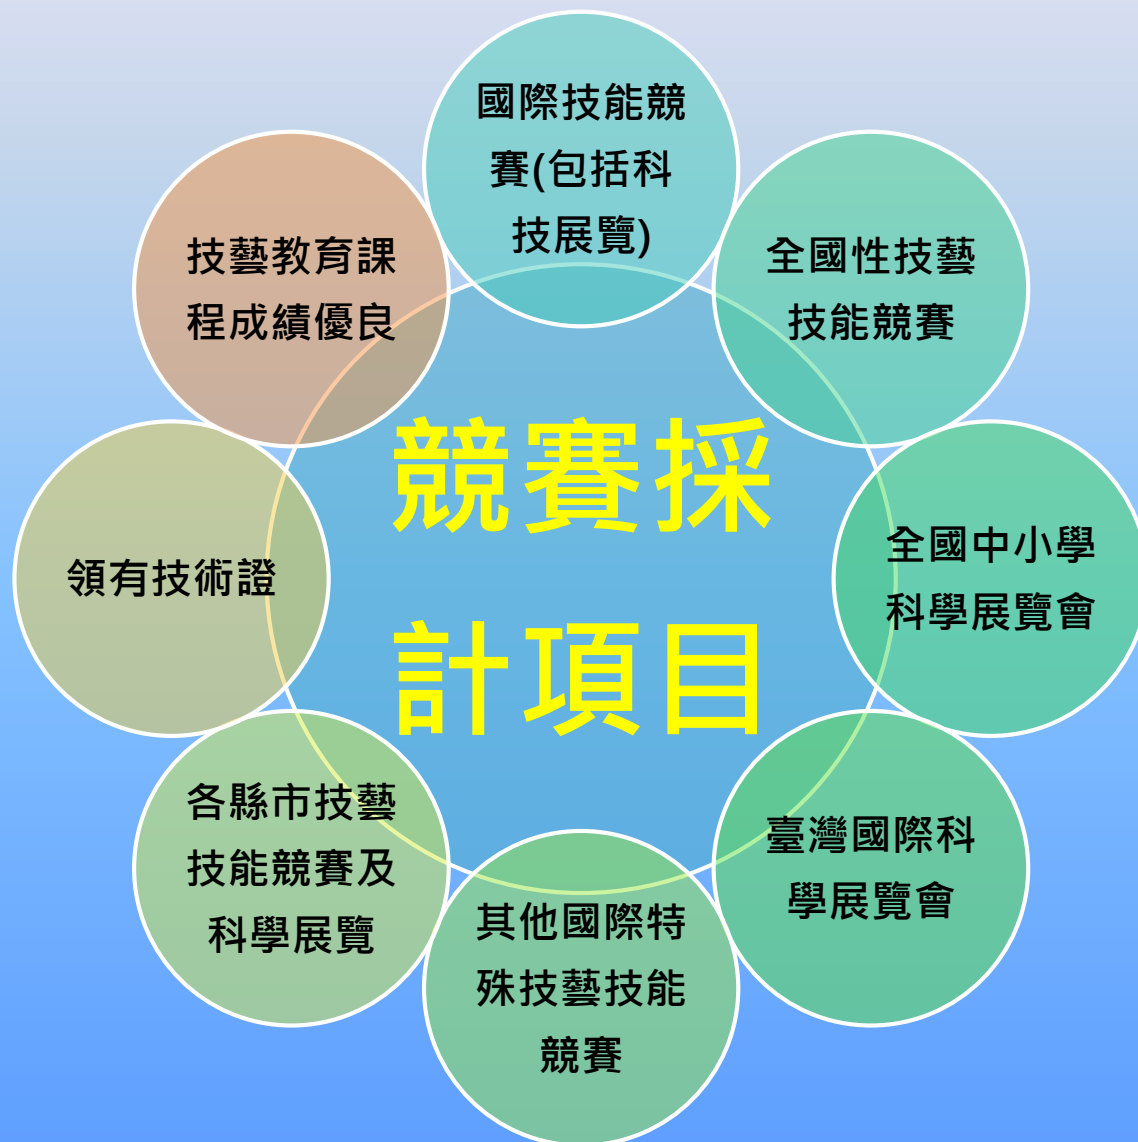 國際技能競
賽(包括科
技展覽)
全國性技藝
技能競賽
全國中小學
科學展覽會
臺灣國際科
學展覽會
其他國際特
殊技藝技能
競賽
各縣市技藝
技能競賽及
科學展覽
領有技術證
技藝教育課
程成績優良
競賽採
計項目